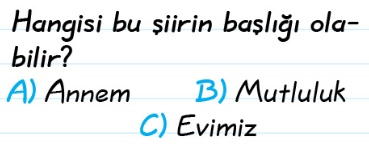 Hangisi bu şiirin başlığı ola-
bilir?
A) Annem B) Mutluluk
C) Evimiz